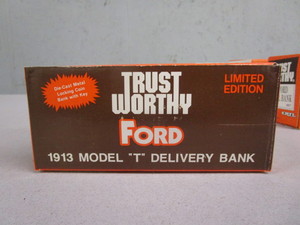 Die Cast Metal
Locking Coin
Bank with Key
TRUST
WORTHY
LIMITED
EDITION
FORD
1913 MODEL "T" DELIVERY BANK